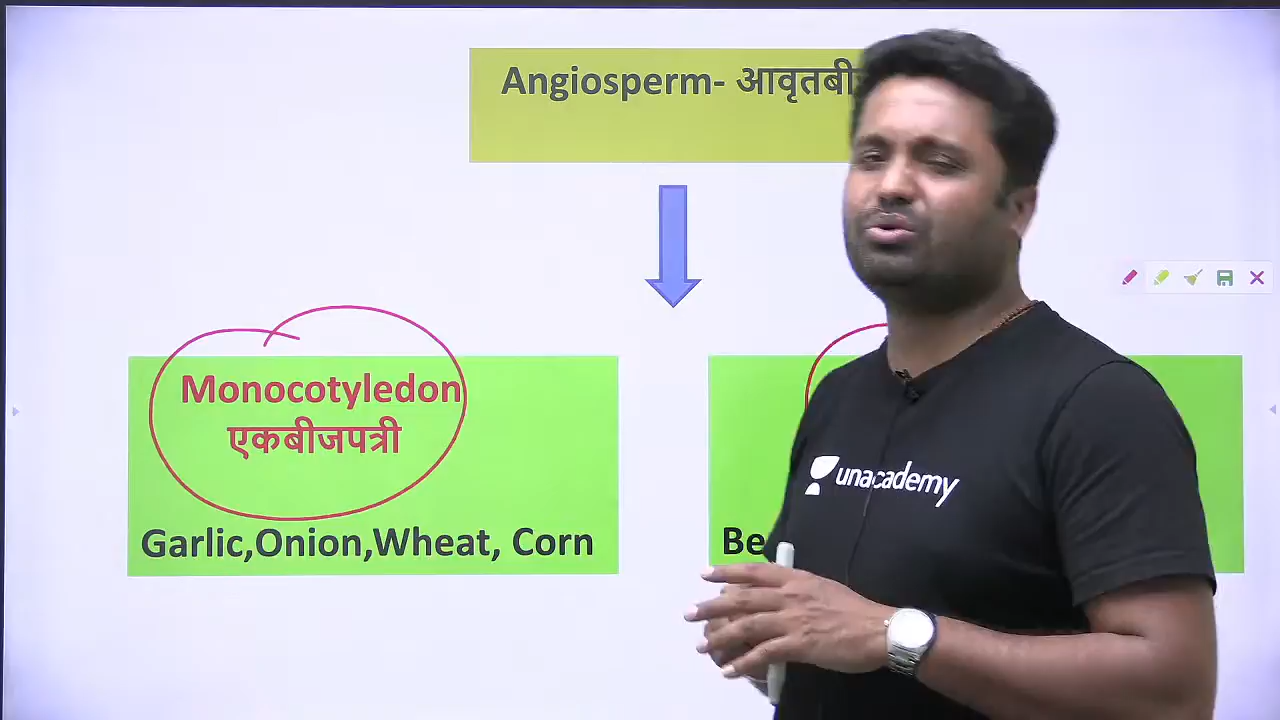 Angiosperm- आवृतबी
Monocotyledon
एकबीजपत्री
Garlic,Onion,Wheat, Corn
Be
unacademy